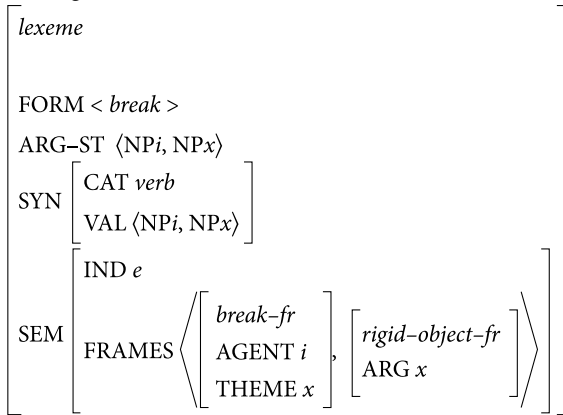 lexeme
FORM < break >
ARG–ST ⟨NPi, NPx⟩
SYN
CAT verb
VAL ⟨NPi, NPx⟩
SEM
IND e
FRAMES
break–fr
AGENT i
THEME x
,
rigid–object–fr
ARG x